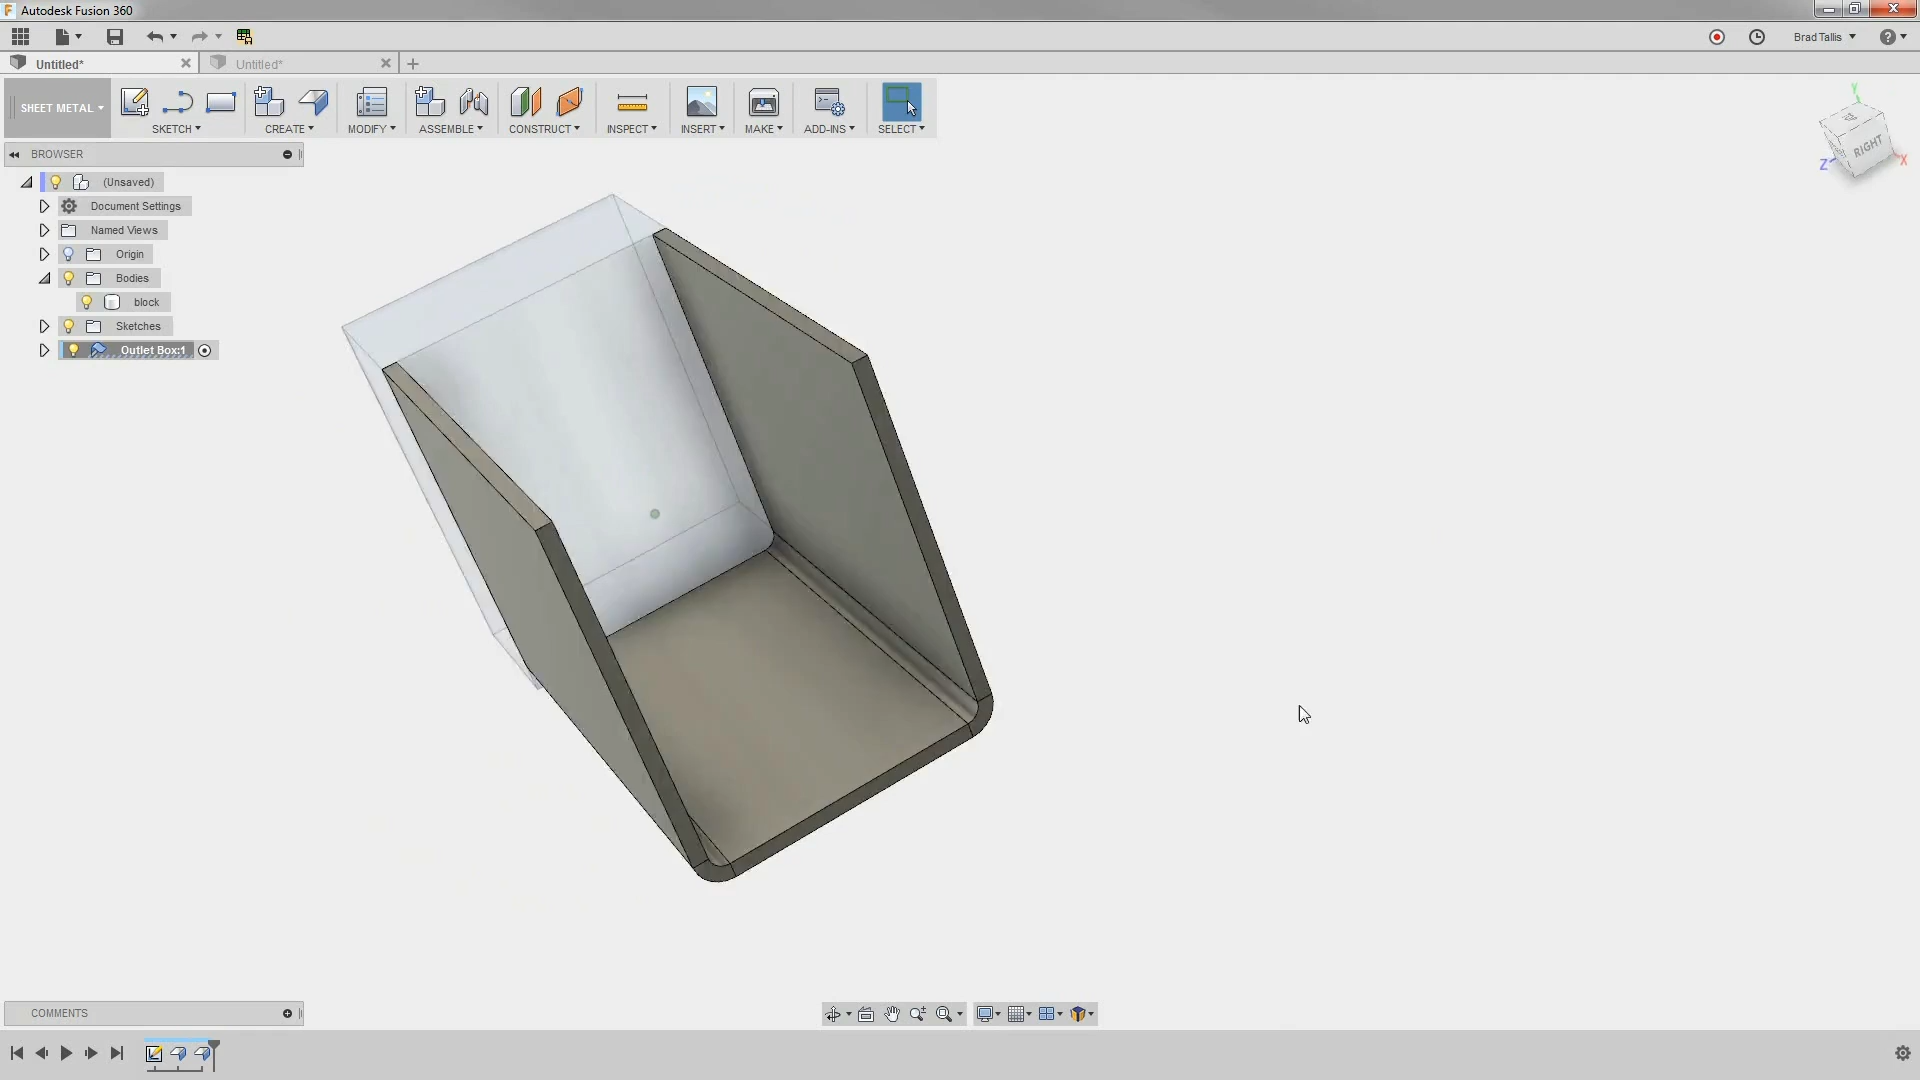 Autodesk Fusion 360
Brad Tallis
Untitled*
Untitled*
SHEET METAL
SKETCH
CREATE
MODIFY
ASSEMBLE
CONSTRUCT
INSPECT
INSERT
MAKE
ADD-INS
SELECT
Y
RIGHT
Z
X
BROWSER
(Unsaved)
Document Settings
Named Views
Origin
Bodies
block
Sketches
Outlet Box:1
COMMENTS